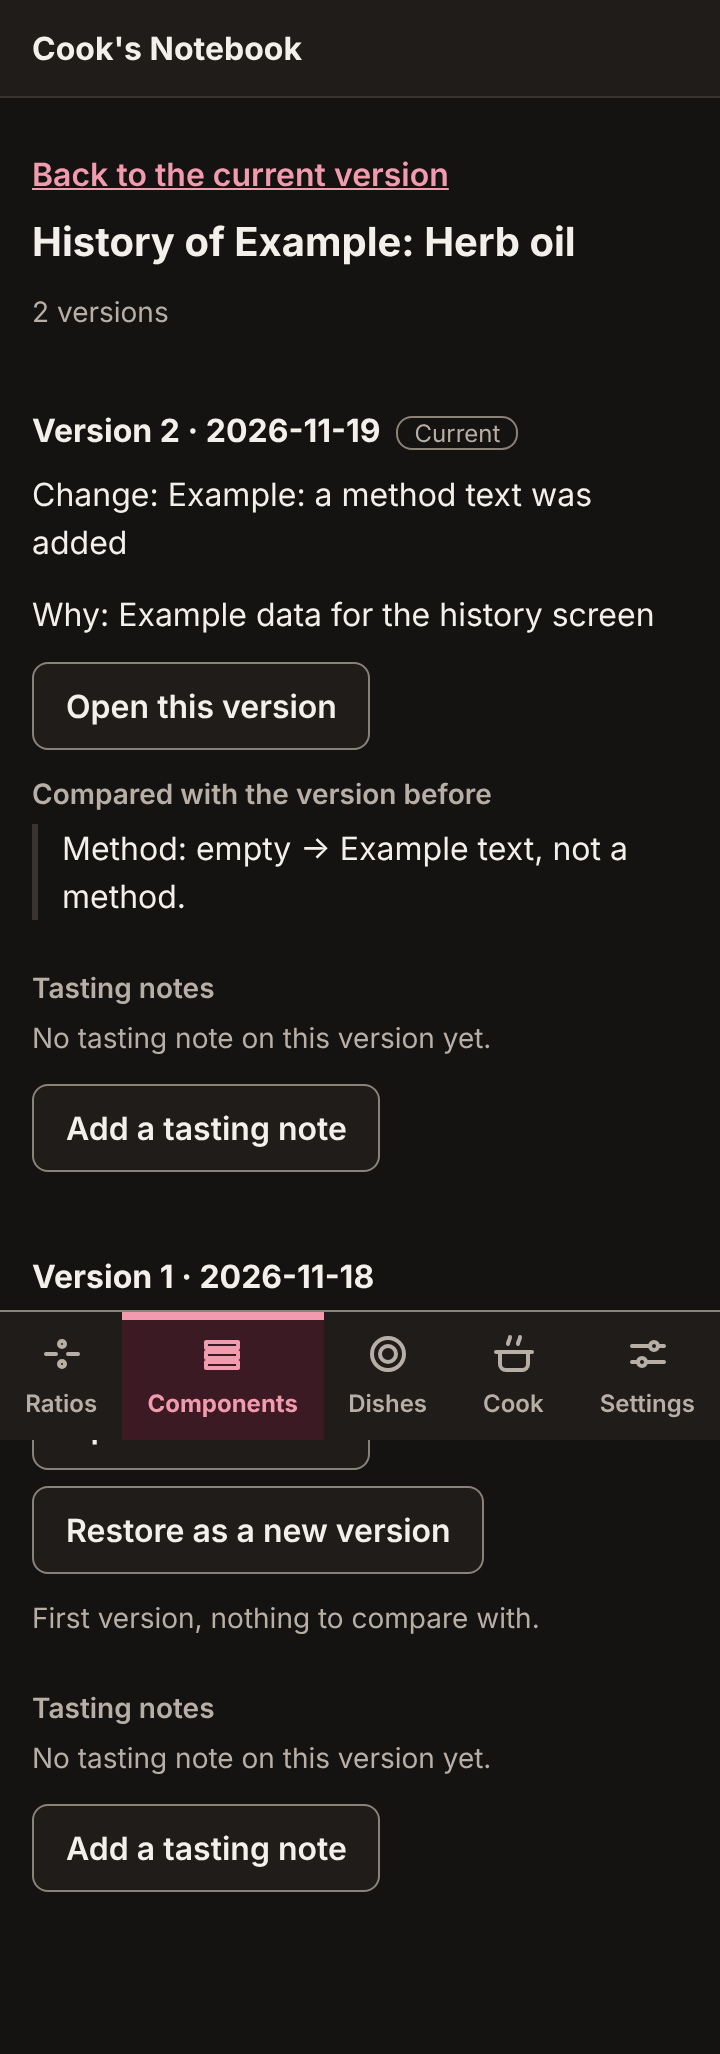 Cook's Notebook
Back to the current version
History of Example: Herb oil
2 versions
Version 2 · 2026-11-19 Current
Change: Example: a method text was
added
Why: Example data for the history screen
Open this version
Compared with the version before
Method: empty → Example text, not a
method.
Tasting notes
No tasting note on this version yet.
Add a tasting note
Version 1 · 2026-11-18
Ratios Components Dishes Cook Settings
Restore as a new version
First version, nothing to compare with.
Tasting notes
No tasting note on this version yet.
Add a tasting note